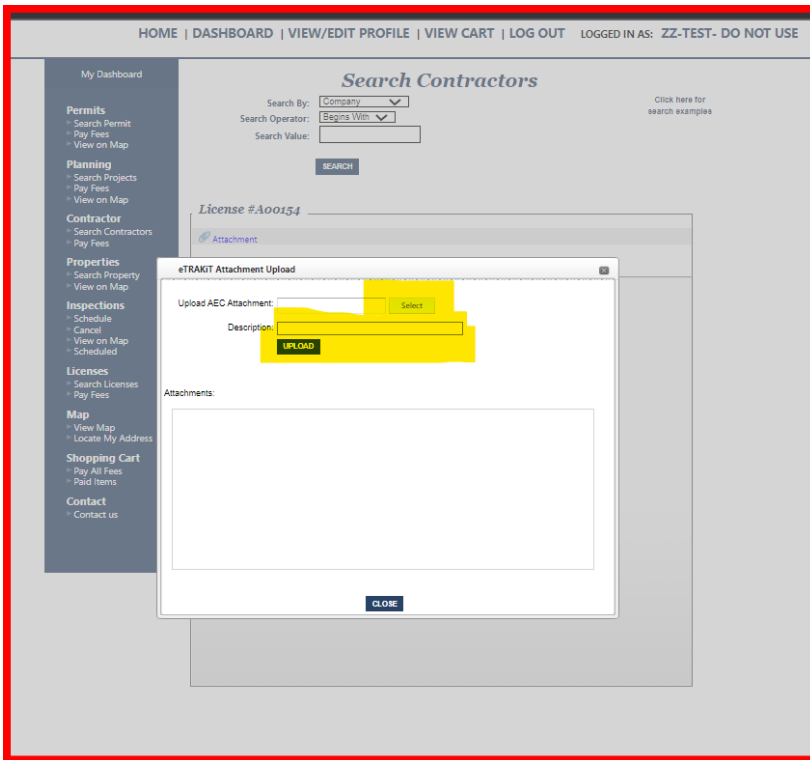 HOME | DASHBOARD | VIEW/EDIT PROFILE | VIEW CART | LOG OUT LOGGED IN AS: ZZ-TEST- DO NOT USE
My Dashboard
Permits
Search Permit
Pay Fees
View on Map
Planning
Search Projects
Pay Fees
View on Map
Contractor
Search Contractors
Pay Fees
Properties
Search Property
View on Map
Inspections
Schedule
Cancel
View on Map
Scheduled
Licenses
Search Licenses
Pay Fees
Map
View Map
Locate My Address
Shopping Cart
Pay All Fees
Paid Items
Contact
Contact us
Search Contractors
Search By: Company
Search Operator: Begins With
Search Value:
SEARCH
Click here for
search examples
License #A00154
Attachment
eTRAKiT Attachment Upload
Upload AEC Attachment: Select
Description:
UPLOAD
Attachments:
CLOSE